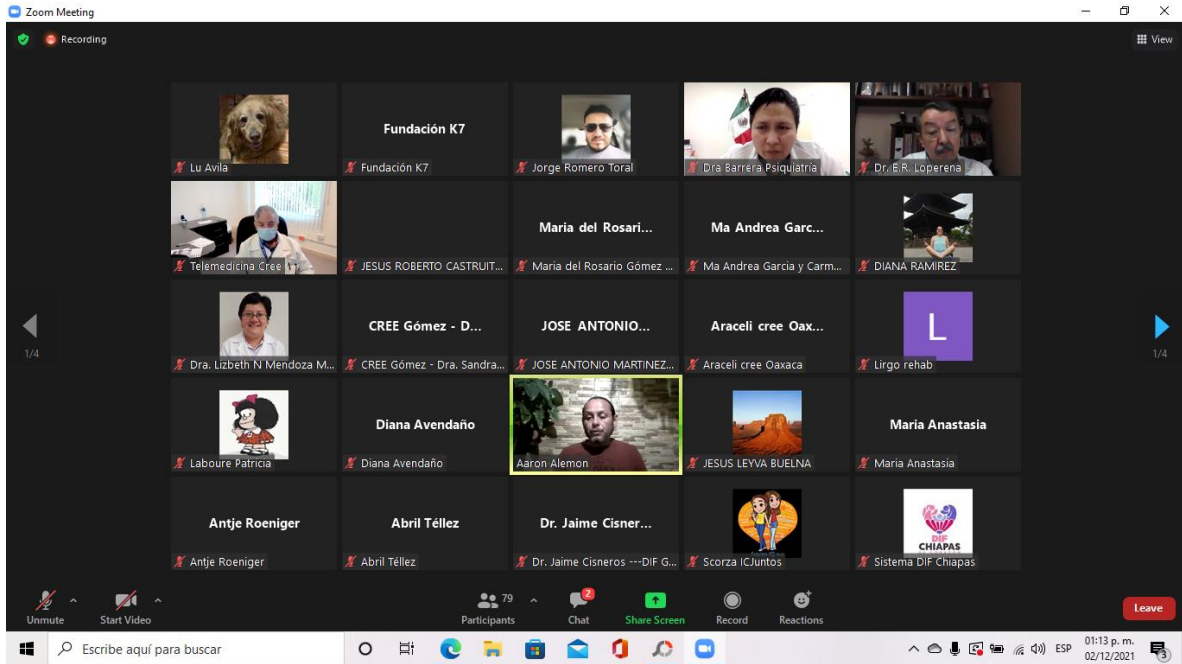 Zoom Meeting
Recording
View
Lu Avila
Fundación K7
Fundación K7
Jorge Romero Toral
Dra Barrera Psiquiatría
Dr. E.R. Loperena
Telemedicina Cree
JESUS ROBERTO CASTRUIT...
Maria del Rosari...
Maria del Rosario Gómez ...
Ma Andrea Garc...
Ma Andrea Garcia y Carm...
DIANA RAMIREZ
1/4
Dra. Lizbeth N Mendoza M...
CREE Gómez - D...
CREE Gómez - Dra. Sandra...
JOSE ANTONIO...
JOSE ANTONIO MARTINEZ...
Araceli cree Oax...
Araceli cree Oaxaca
L
Lirgo rehab
1/4
Laboure Patricia
Diana Avendaño
Diana Avendaño
Aaron Alemon
JESUS LEYVA BUELNA
Maria Anastasia
Maria Anastasia
Antje Roeniger
Antje Roeniger
Abril Téllez
Abril Téllez
Dr. Jaime Cisner...
Dr. Jaime Cisneros ---DIF G...
Scorza ICJuntos
DIF
CHIAPAS
Sistema DIF Chiapas
Unmute
Start Video
79
Participants
2
Chat
Share Screen
Record
Reactions
Leave
Escribe aquí para buscar
ESP
01:13 p. m.
02/12/2021
3